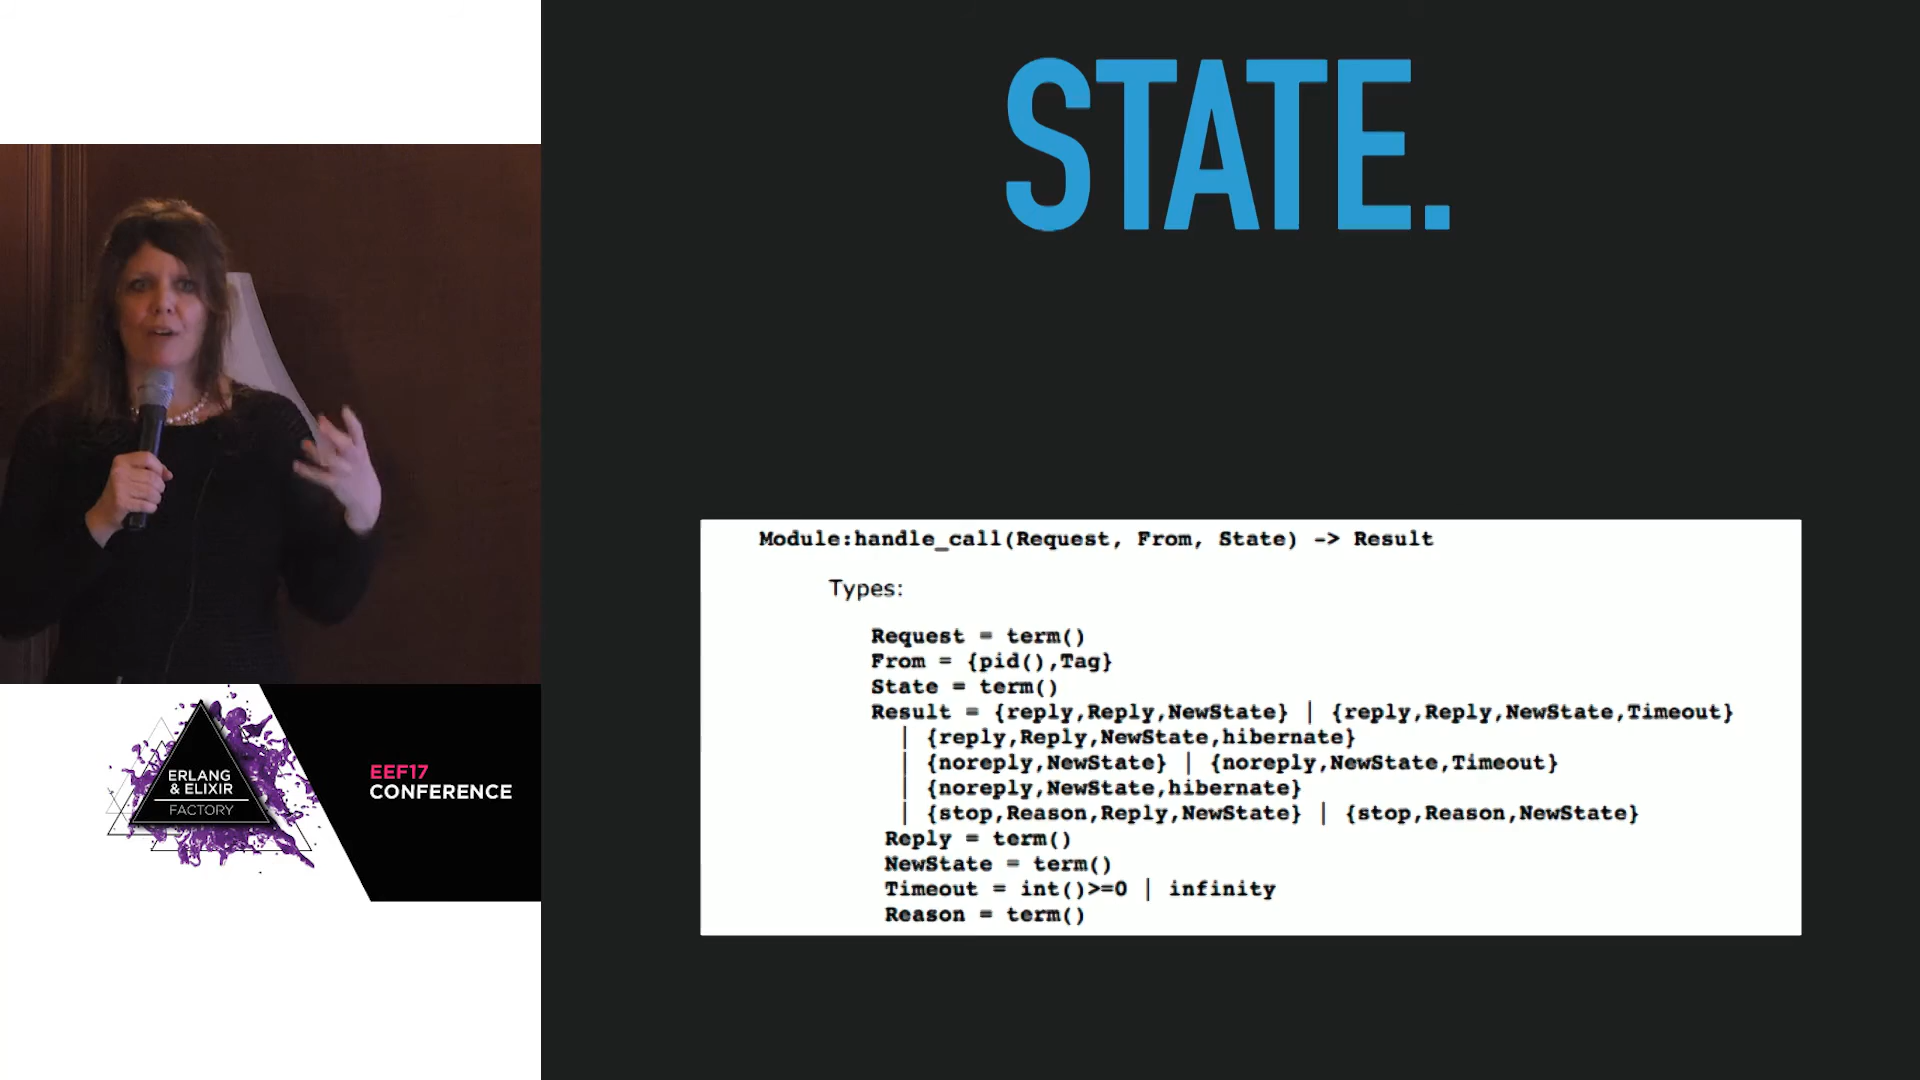 STATE.
Module:handle_call(Request, From, State) -> Result
Types:
Request = term()
From = {pid(),Tag}
State = term()
Result = {reply,Reply,NewState} | {reply,Reply,NewState,Timeout}
| {reply,Reply,NewState,hibernate}
| {noreply,NewState} | {noreply,NewState,Timeout}
| {noreply,NewState,hibernate}
| {stop,Reason,Reply,NewState} | {stop,Reason,NewState}
Reply = term()
NewState = term()
Timeout = int()>=0 | infinity
Reason = term()
ERLANG
& ELIXIR
FACTORY
EEF17
CONFERENCE